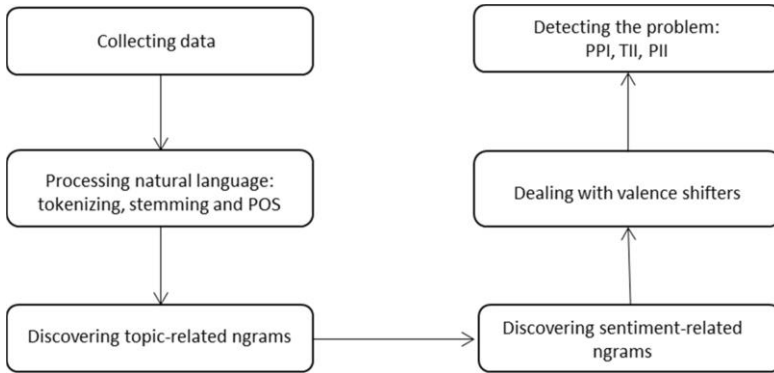 Collecting data
Processing natural language:
tokenizing, stemming and POS
Discovering topic-related ngrams
Discovering sentiment-related
ngrams
Dealing with valence shifters
Detecting the problem:
PPI, TII, PII